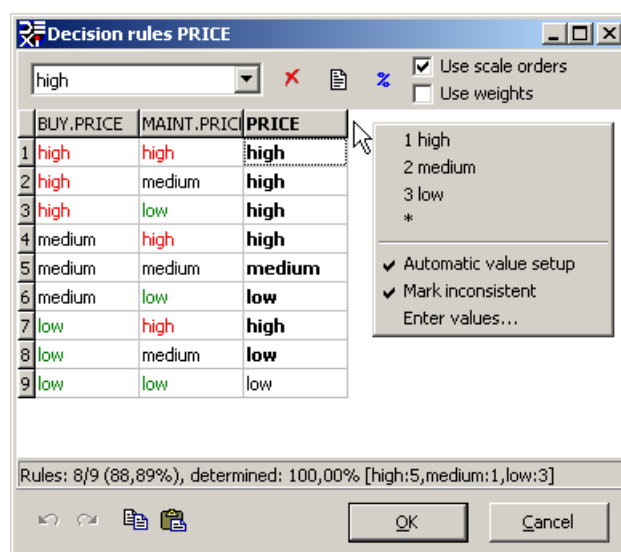 Decision rules PRICE
high
Use scale orders
% Use weights
BUY.PRICE MAINT.PRICI PRICE
1 high high high
2 high medium high
3 high low high
4 medium high high
5 medium medium medium
6 medium low low
7 low high high
8 low medium low
9 low low low
1 high
2 medium
3 low
*
Automatic value setup
Mark inconsistent
Enter values...
Rules: 8/9 (88,89%), determined: 100,00% [high:5,medium:1,low:3]
OK Cancel